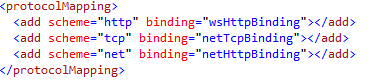 <protocolMapping>
<add scheme="http" binding="wsHttpBinding"></add>
<add scheme="tcp" binding="netTcpBinding"></add>
<add scheme="net" binding="netHttpBinding"></add>
</protocolMapping>